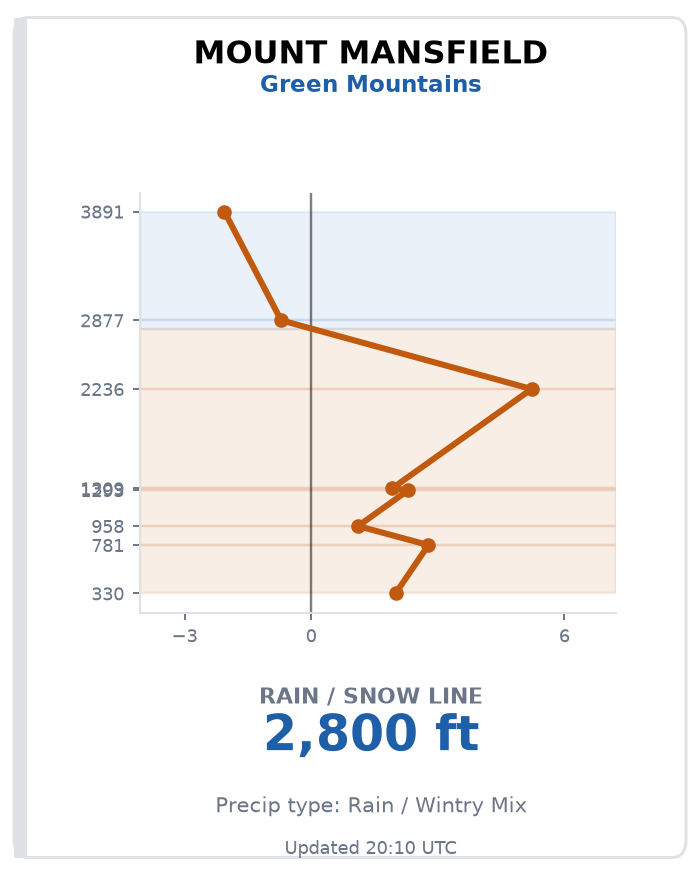 MOUNT MANSFIELD
Green Mountains
3891
2877
2236
958
781
330
−3 0 6
RAIN / SNOW LINE
2,800 ft
Precip type: Rain / Wintry Mix
Updated 20:10 UTC